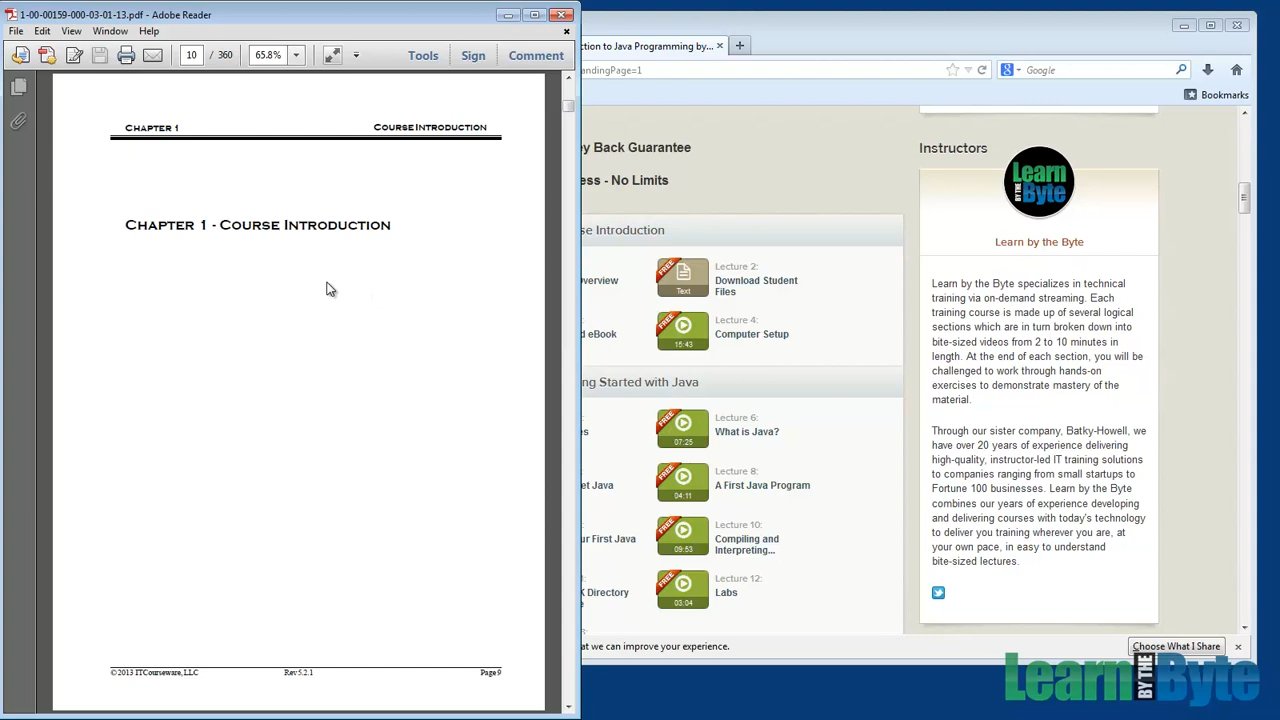 1-00-00159-000-03-01-13.pdf - Adobe Reader
File Edit View Window Help
10 / 360 65.8% Tools Sign Comment
Chapter 1 Course Introduction
Chapter 1 - Course Introduction
©2013 ITCourseware, LLC Rev 5.2.1 Page 9
ction to Java Programming by...
andingPage=1
Google
Bookmarks
ey Back Guarantee
ess - No Limits
se Introduction
verview
FREE
Text
Lecture 2:
Download Student
Files
d eBook
FREE
15:43
Lecture 4:
Computer Setup
ng Started with Java
es
FREE
07:25
Lecture 6:
What is Java?
et Java
FREE
04:11
Lecture 8:
A First Java Program
ur First Java
FREE
09:53
Lecture 10:
Compiling and
Interpreting...
K Directory
FREE
03:04
Lecture 12:
Labs
Instructors
Learn
BY THE
Byte
Learn by the Byte
Learn by the Byte specializes in technical
training via on-demand streaming. Each
training course is made up of several logical
sections which are in turn broken down into
bite-sized videos from 2 to 10 minutes in
length. At the end of each section, you will be
challenged to work through hands-on
exercises to demonstrate mastery of the
material.
Through our sister company, Batky-Howell, we
have over 20 years of experience delivering
high-quality, instructor-led IT training solutions
to companies ranging from small startups to
Fortune 100 businesses. Learn by the Byte
combines our years of experience developing
and delivering courses with today's technology
to deliver you training wherever you are, at
your own pace, in easy to understand
bite-sized lectures.
at we can improve your experience.
Choose What I Share
Learn BY THE Byte